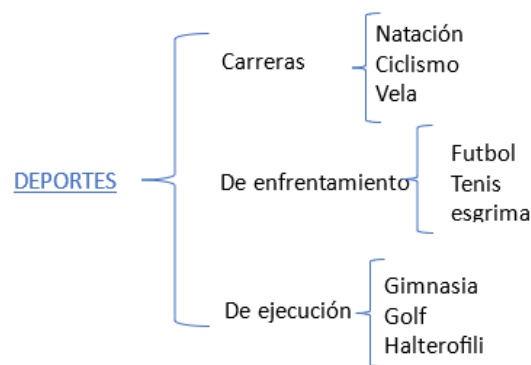 DEPORTES
Carreras
Natación
Ciclismo
Vela
De enfrentamiento
Futbol
Tenis
esgrima
De ejecución
Gimnasia
Golf
Halterofili